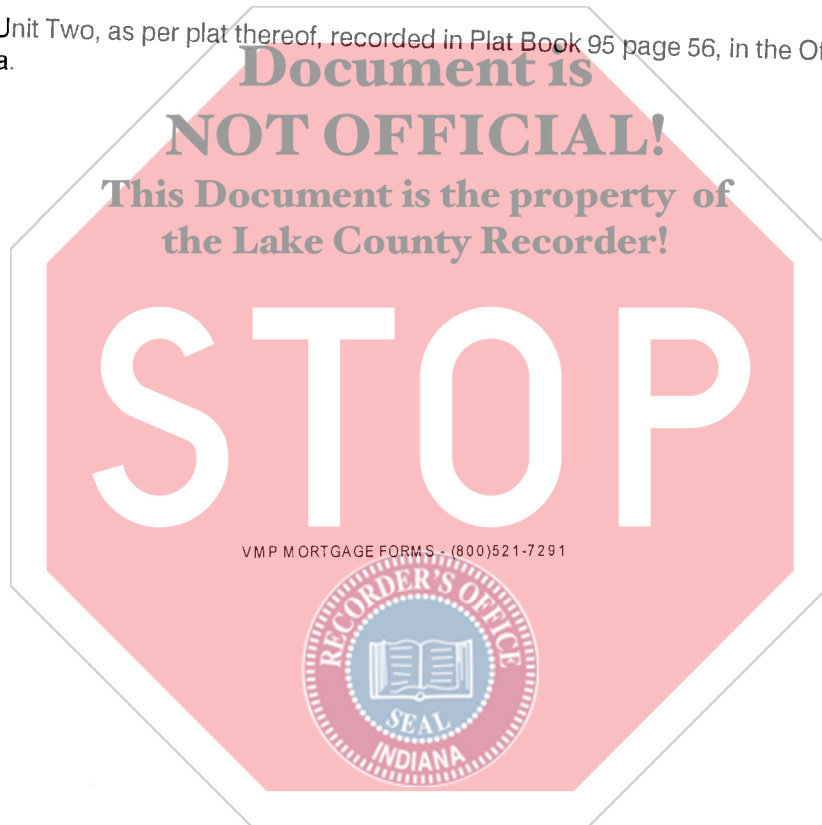 Unit Two, as per plat thereof, recorded in Plat Book 95 page 56, in the Of
a.
Document is
NOT OFFICIAL!
This Document is the property of
the Lake County Recorder!
STOP
VMP MORTGAGE FORMS - (800)521-7291
RECORDER'S OFFICE
SEAL
INDIANA